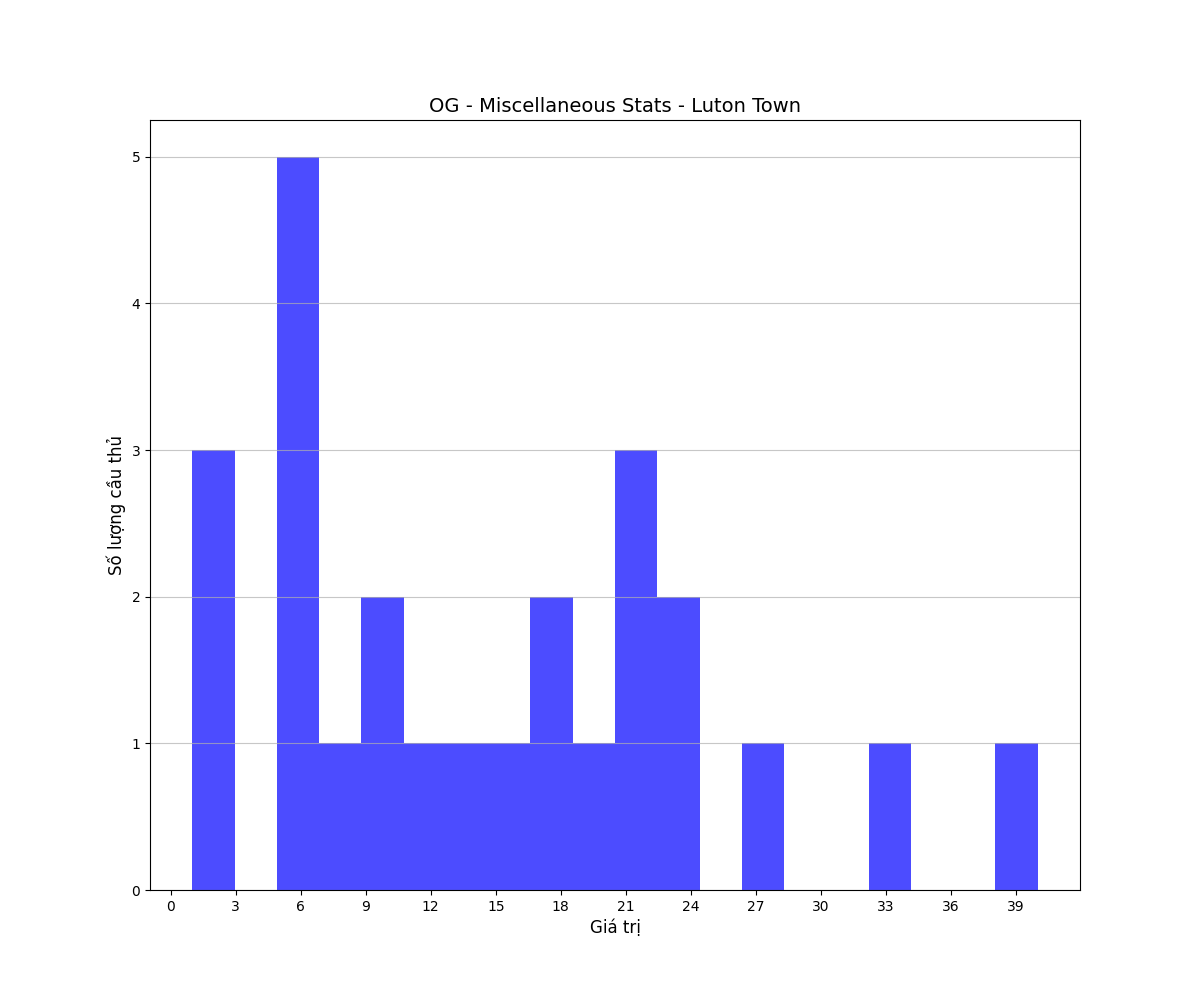 OG - Miscellaneous Stats - Luton Town
Số lượng cầu thủ
5
4
3
2
1
0
0 3 6 9 12 15 18 21 24 27 30 33 36 39
Giá trị